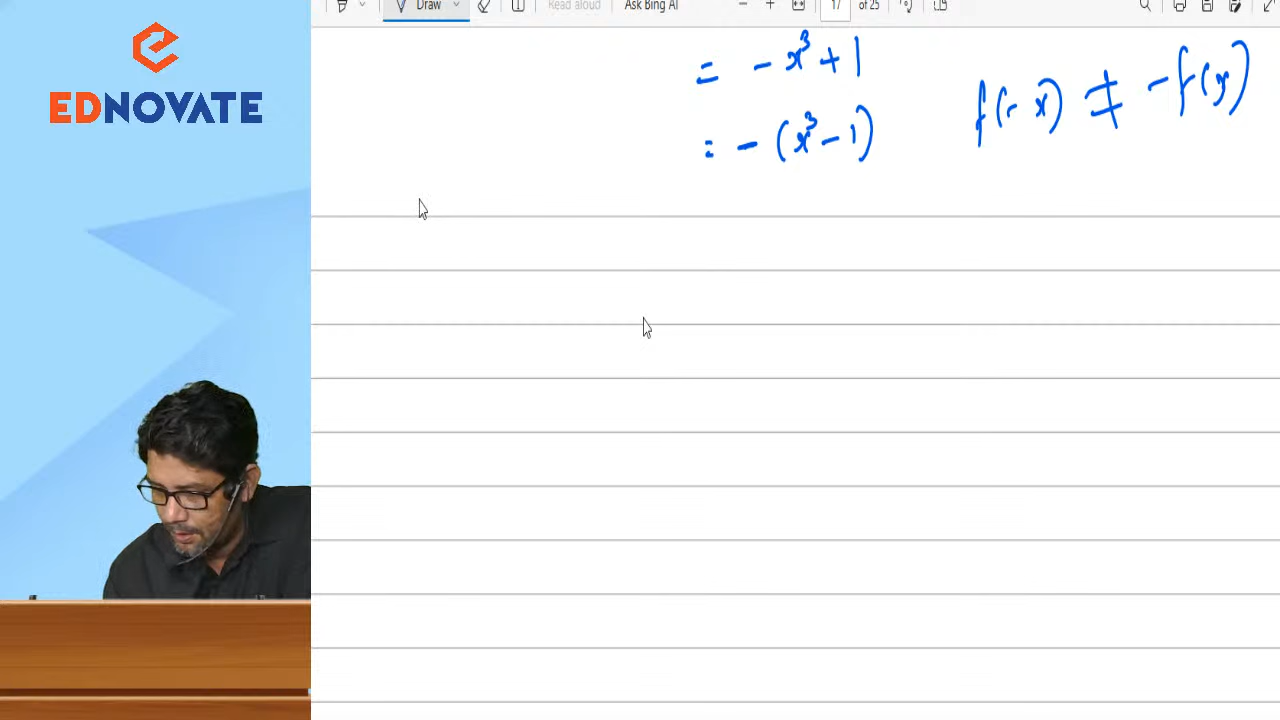 Draw
Read aloud
Ask Bing AI
17 of 25
EDNOVATE
= - x³ + 1
= - (x³ - 1)
f(-x) ≠ -f(x)